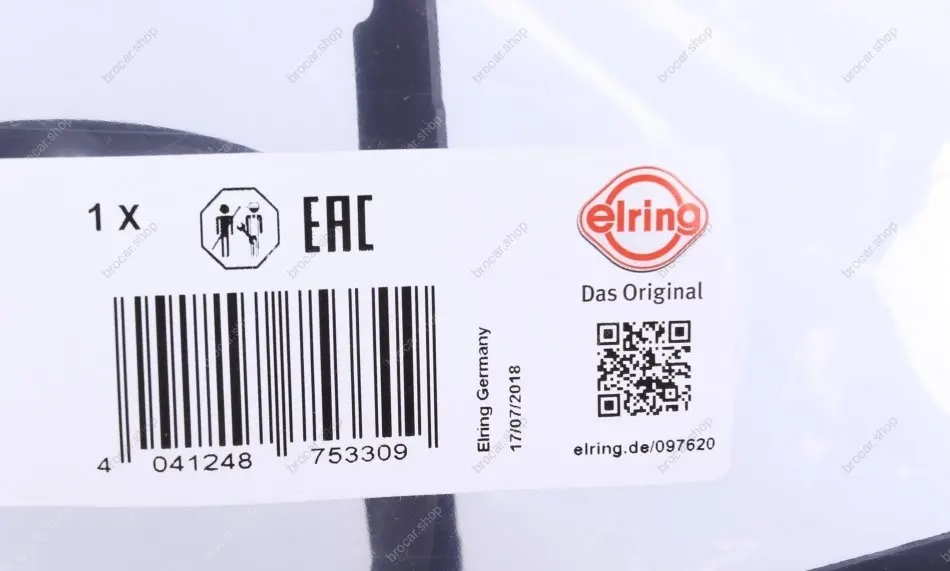 1 X
EAC
elring
Das Original
Elring Germany
17/07/2018
elring.de/097620
4 041248 753309
brocar.shop